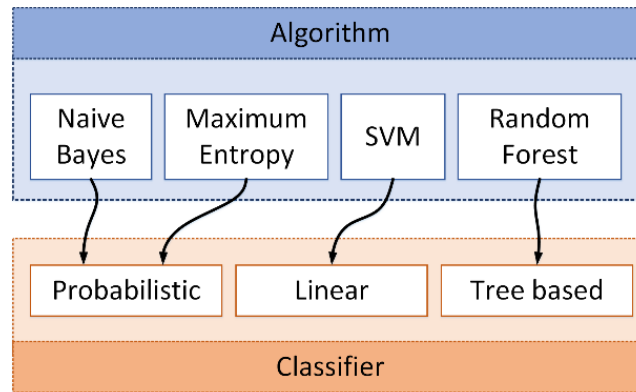 Algorithm
Naive
Bayes
Maximum
Entropy
SVM
Random
Forest
Probabilistic
Linear
Tree based
Classifier